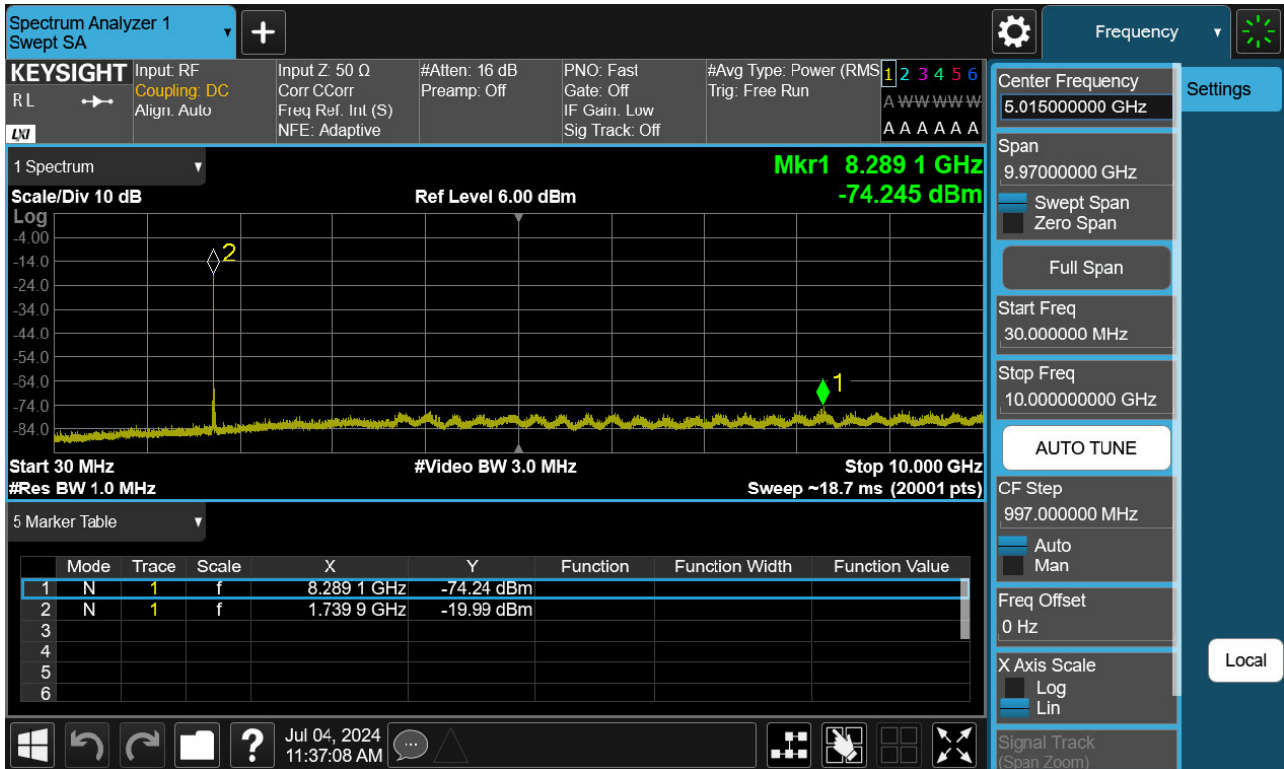 Spectrum Analyzer 1
Swept SA
+
Frequency
KEYSIGHT Input: RF Input Z: 50 Ω #Atten: 16 dB PNO: Fast #Avg Type: Power (RMS 1 2 3 4 5 6
RL Coupling: DC Corr CCorr Preamp: Off Gate: Off Trig: Free Run A W W W W W
Align: Auto Freq Ref: Int (S) IF Gain: Low
LXI NFE: Adaptive Sig Track: Off A A A A A A
1 Spectrum Mkr1 8.289 1 GHz
Scale/Div 10 dB Ref Level 6.00 dBm -74.245 dBm
Log
-4.00
2
-14.0
-24.0
-34.0
-44.0
-54.0
-64.0 1
-74.0
-84.0
Start 30 MHz #Video BW 3.0 MHz Stop 10.000 GHz
#Res BW 1.0 MHz Sweep ~18.7 ms (20001 pts)
5 Marker Table
Mode Trace Scale X Y Function Function Width Function Value
1 N 1 f 8.289 1 GHz -74.24 dBm
2 N 1 f 1.739 9 GHz -19.99 dBm
3
4
5
6
Center Frequency
5.015000000 GHz
Settings
Span
9.97000000 GHz
Swept Span
Zero Span
Full Span
Start Freq
30.000000 MHz
Stop Freq
10.000000000 GHz
AUTO TUNE
CF Step
997.000000 MHz
Auto
Man
Freq Offset
0 Hz
X Axis Scale
Log
Lin
Local
Signal Track
(Span Zoom)
?
Jul 04, 2024
11:37:08 AM